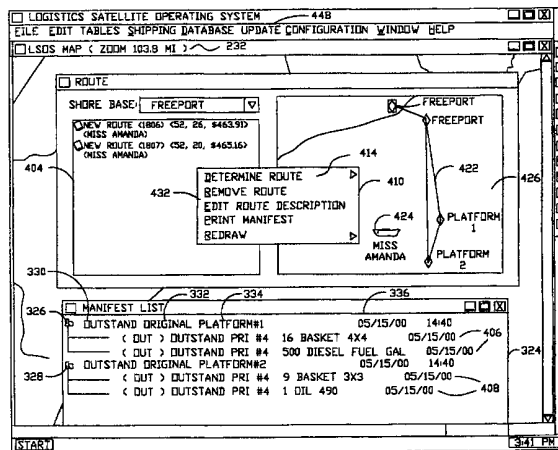 LOGISTICS SATELLITE OPERATING SYSTEM 448
FILE EDIT TABLES SHIPPING DATABASE UPDATE CONFIGURATION WINDOW HELP
LSOS MAP ( ZOOM 103.9 MI ) 232
ROUTE
SHORE BASE: FREEPORT
FREEPORT
FREEPORT
NEW ROUTE (1806) (52, 26, $463.91)
(MISS AMANDA)
NEW ROUTE (1807) (52, 20, $465.16)
(MISS AMANDA)
404
414
DETERMINE ROUTE
432
410
422
426
REMOVE ROUTE
EDIT ROUTE DESCRIPTION
PRINT MANIFEST
REDRAW
424
MISS
AMANDA
PLATFORM
1
PLATFORM
2
330
332
334
336
MANIFEST LIST
326
OUTSTAND ORIGINAL PLATFORM#1 05/15/00 14:40
( OUT ) OUTSTAND PRI #4 16 BASKET 4X4 05/15/00 406
( OUT ) OUTSTAND PRI #4 500 DIESEL FUEL GAL 05/15/00
324
328
OUTSTAND ORIGINAL PLATFORM#2 05/15/00 14:40
( OUT ) OUTSTAND PRI #4 9 BASKET 3X3 05/15/00
( OUT ) OUTSTAND PRI #4 1 OIL 490 05/15/00 408
START 3:41 PM